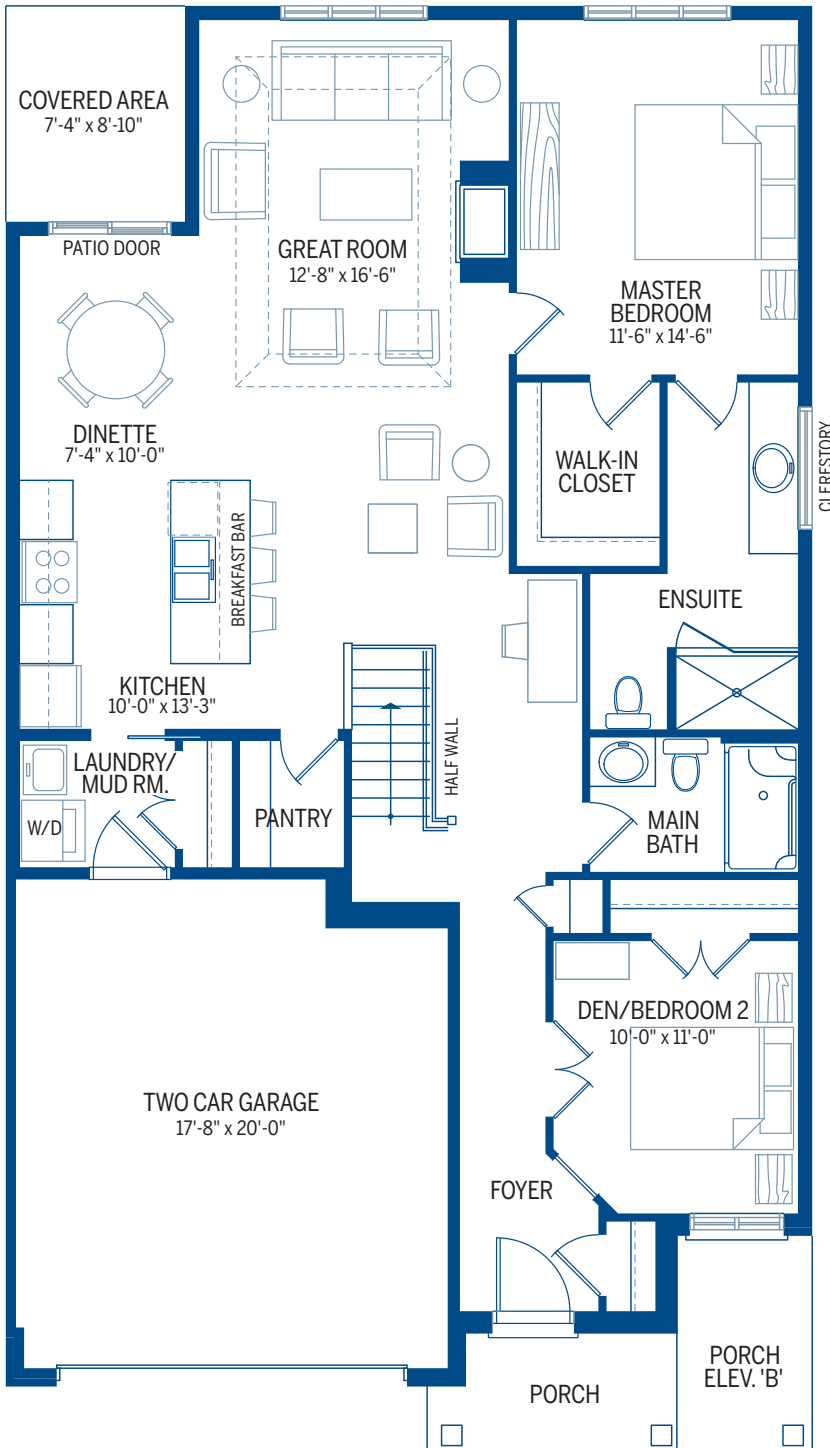 COVERED AREA
7'-4" x 8'-10"
PATIO DOOR
GREAT ROOM
12'-8" x 16'-6"
MASTER
BEDROOM
11'-6" x 14'-6"
DINETTE
7'-4" x 10'-0"
WALK-IN
CLOSET
CLERESTORY
BREAKFAST BAR
ENSUITE
KITCHEN
10'-0" x 13'-3"
HALF WALL
LAUNDRY/
MUD RM.
W/D
PANTRY
MAIN
BATH
DEN/BEDROOM 2
10'-0" x 11'-0"
TWO CAR GARAGE
17'-8" x 20'-0"
FOYER
PORCH
PORCH
ELEV. 'B'